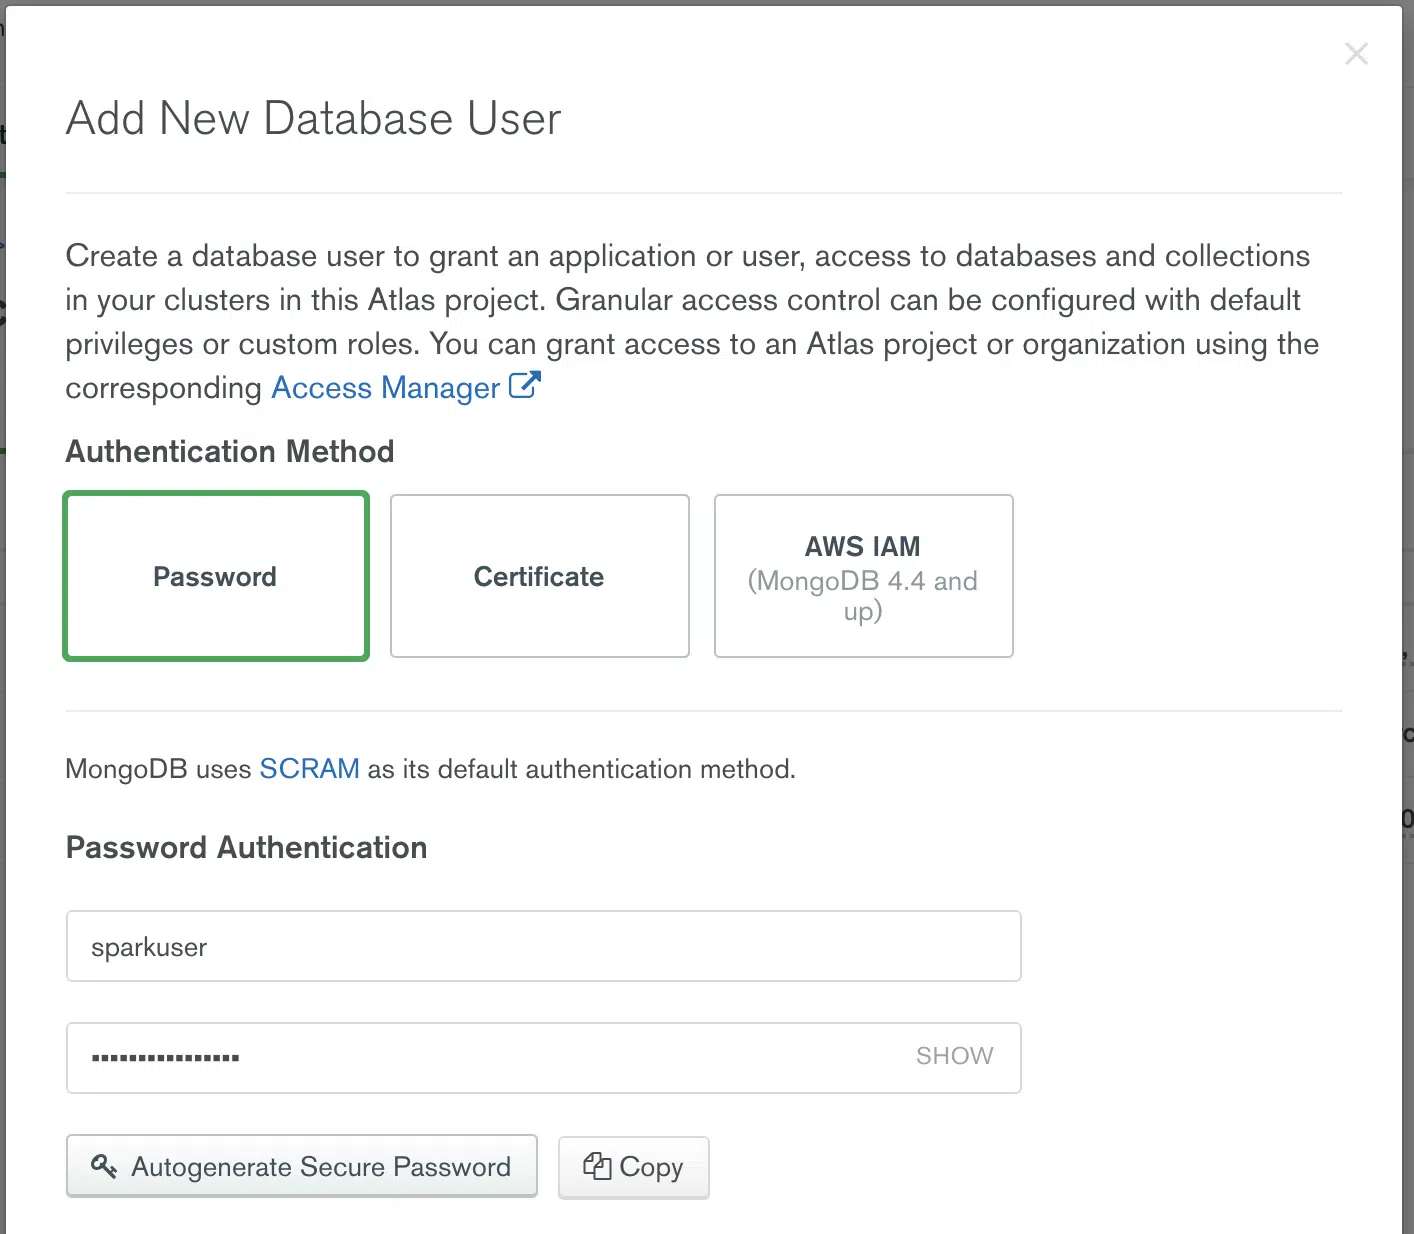 Add New Database User
Create a database user to grant an application or user, access to databases and collections
in your clusters in this Atlas project. Granular access control can be configured with default
privileges or custom roles. You can grant access to an Atlas project or organization using the
corresponding Access Manager
Authentication Method
Password
Certificate
AWS IAM
(MongoDB 4.4 and
up)
MongoDB uses SCRAM as its default authentication method.
Password Authentication
sparkuser
SHOW
Autogenerate Secure Password
Copy